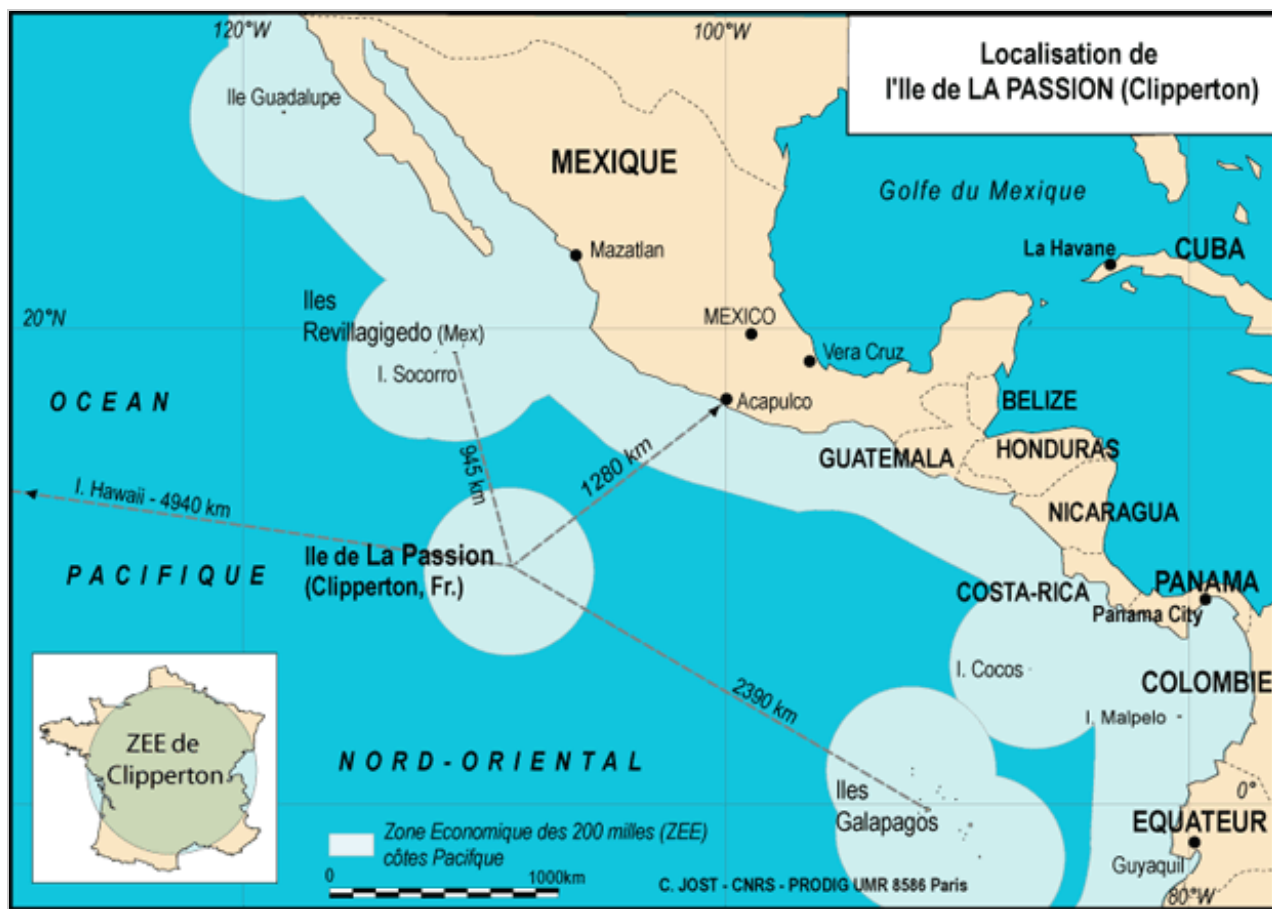 120°W
100°W
Localisation de
l'Ile de LA PASSION (Clipperton)
Ile Guadalupe
MEXIQUE
Golfe du Mexique
Mazatlan
La Havane
CUBA
Iles
Revillagigedo (Mex)
20°N
MEXICO
Vera Cruz
I. Socorro
OCEAN
Acapulco
BELIZE
GUATEMALA
HONDURAS
945 km
1280 km
I. Hawaii - 4940 km
NICARAGUA
Ile de La Passion
(Clipperton, Fr.)
PACIFIQUE
COSTA-RICA
PANAMA
Panama City
I. Cocos
COLOMBIE
2390 km
I. Malpelo
ZEE de
Clipperton
NORD-ORIENTAL
Iles
Galapagos
0°
EQUATEUR
Zone Economique des 200 milles (ZEE)
côtes Pacifque
Guyaquil
0
1000km
C. JOST - CNRS - PRODIG UMR 8586 Paris
80°W